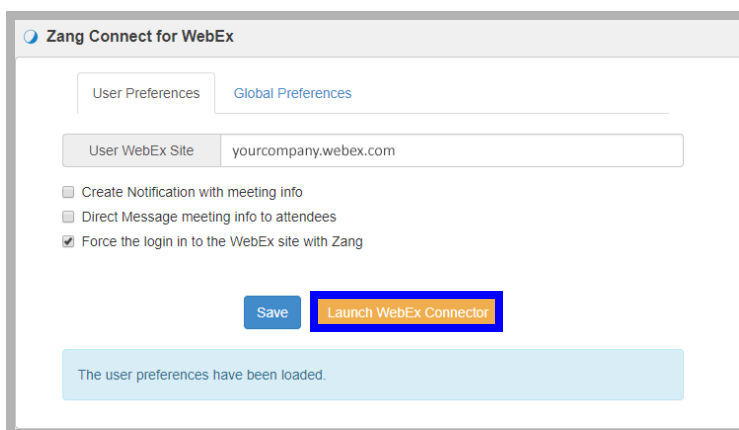 Zang Connect for WebEx
User Preferences Global Preferences
User WebEx Site yourcompany.webex.com
Create Notification with meeting info
Direct Message meeting info to attendees
Force the login in to the WebEx site with Zang
Save Launch WebEx Connector
The user preferences have been loaded.